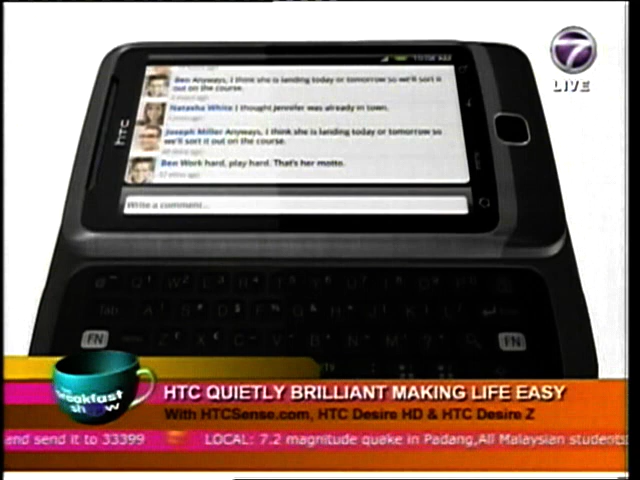 7
LIVE
10:08 AM
hTC
Ben Anyways, I think she is landing today or tomorrow so we'll sort it
out on the course.
Natasha White I thought Jennifer was already in town.
Joseph Miller Anyways, I think she is landing today or tomorrow so
we'll sort it out on the course.
Ben Work hard, play hard. That's her motto.
Write a comment...
FN
FN
the breakfast show
HTC QUIETLY BRILLIANT MAKING LIFE EASY
With HTCSense.com, HTC Desire HD & HTC Desire Z
and send it to 33399 LOCAL: 7.2 magnitude quake in Padang,All Malaysian students